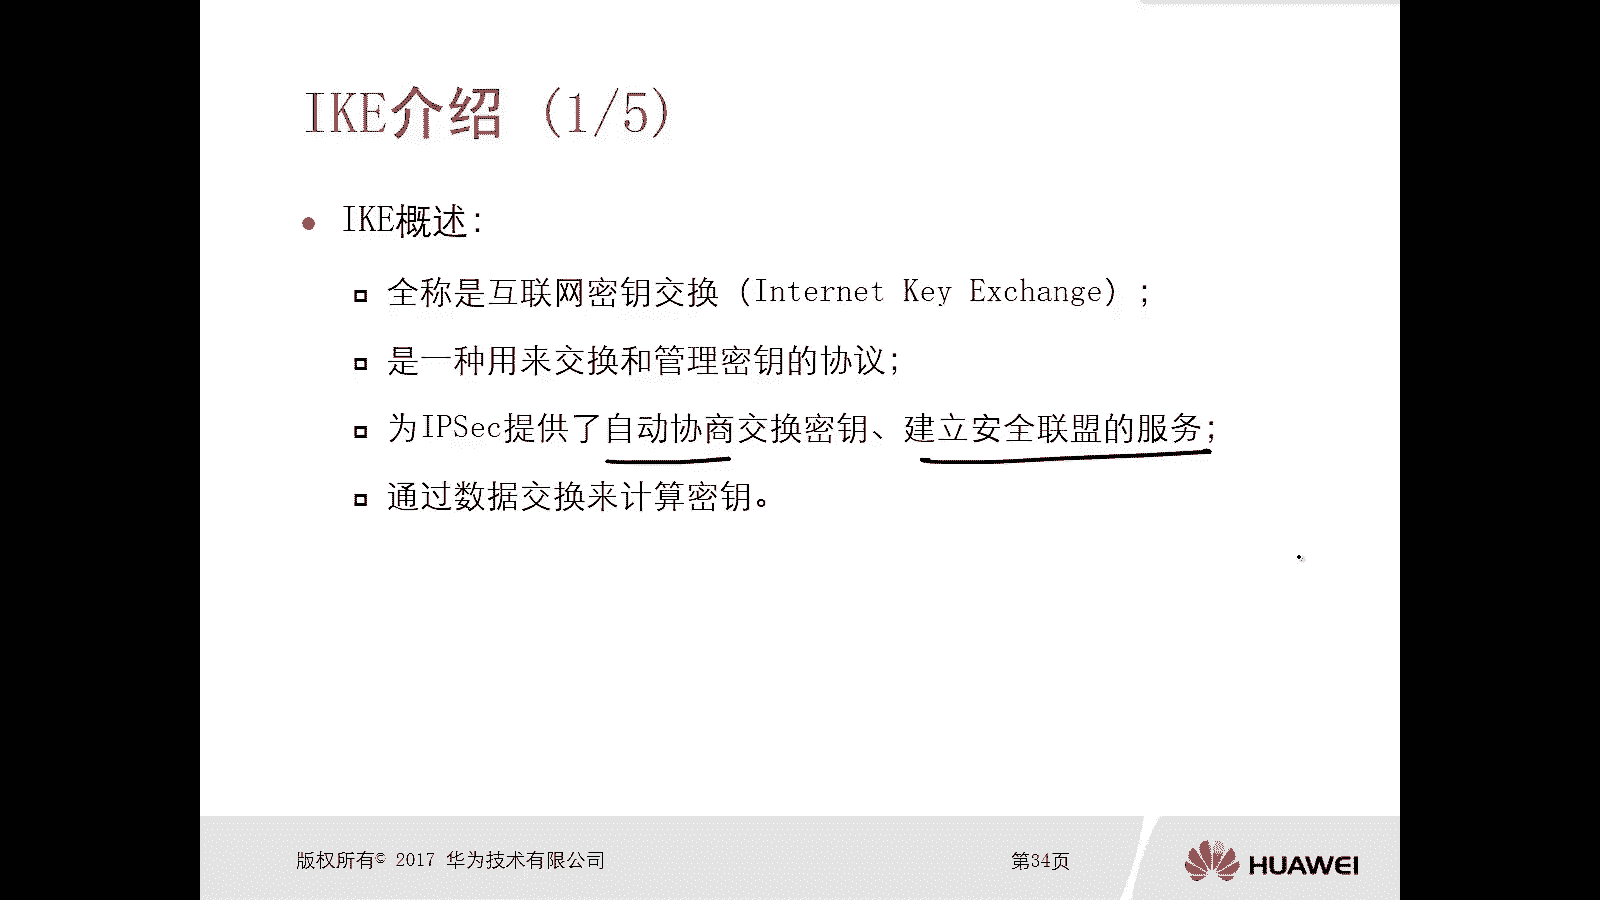 IKE介绍 (1/5)
IKE概述：
全称是互联网密钥交换（Internet Key Exchange）；
是一种用来交换和管理密钥的协议；
为IPSec提供了自动协商交换密钥、建立安全联盟的服务；
通过数据交换来计算密钥。
版权所有© 2017 华为技术有限公司
第34页
HUAWEI